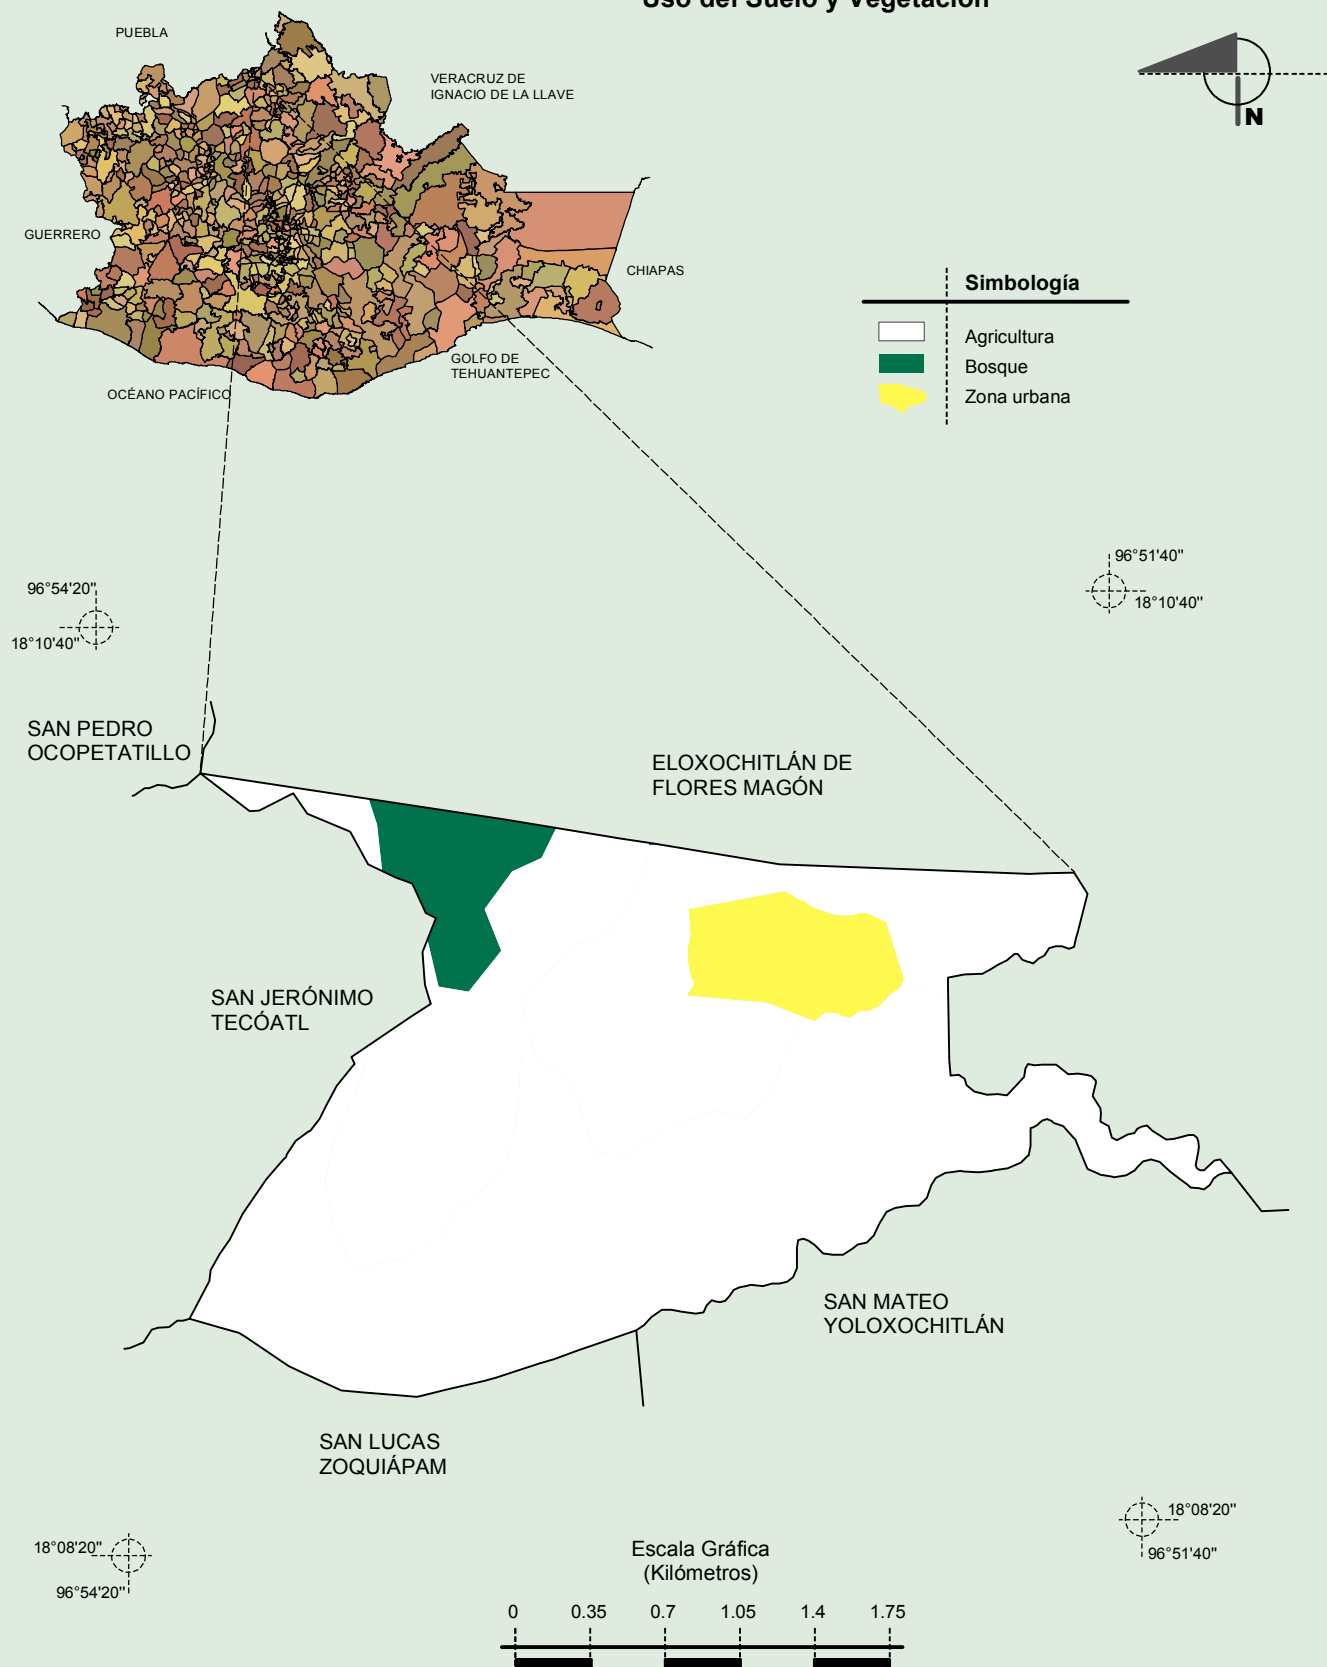 Uso del Suelo y Vegetación
PUEBLA
VERACRUZ DE
IGNACIO DE LA LLAVE
N
GUERRERO
CHIAPAS
GOLFO DE
TEHUANTEPEC
OCÉANO PACÍFICO
Simbología
Agricultura
Bosque
Zona urbana
96°54'20"
18°10'40"
96°51'40"
18°10'40"
SAN PEDRO
OCOPETATILLO
ELOXOCHITLÁN DE
FLORES MAGÓN
SAN JERÓNIMO
TECÓATL
SAN MATEO
YOLOXOCHITLÁN
SAN LUCAS
ZOQUIÁPAM
18°08'20"
96°54'20"
18°08'20"
96°51'40"
Escala Gráfica
(Kilómetros)
0 0.35 0.7 1.05 1.4 1.75